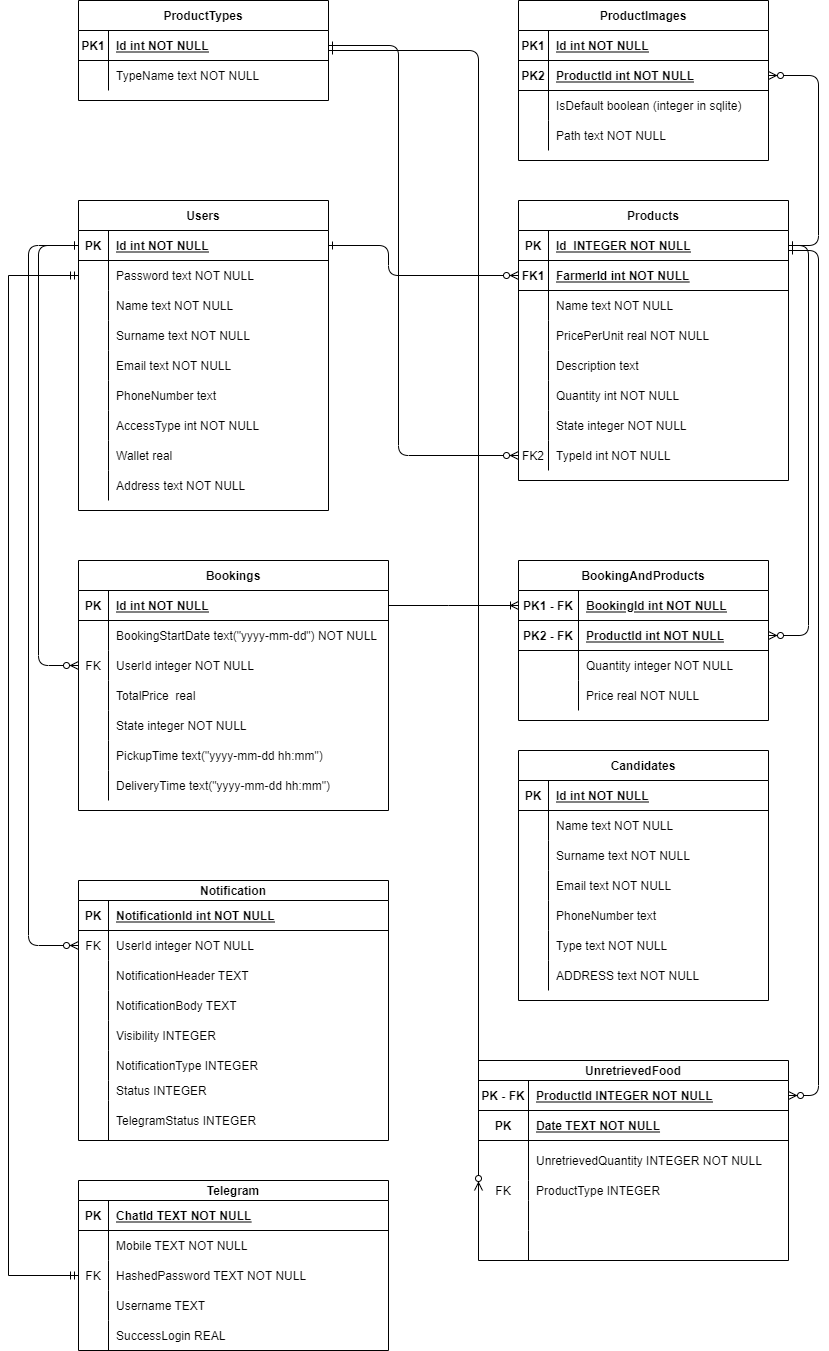 ProductTypes
PK1 Id int NOT NULL
TypeName text NOT NULL
ProductImages
PK1 Id int NOT NULL
PK2 ProductId int NOT NULL
IsDefault boolean (integer in sqlite)
Path text NOT NULL
Users
PK Id int NOT NULL
Password text NOT NULL
Name text NOT NULL
Surname text NOT NULL
Email text NOT NULL
PhoneNumber text
AccessType int NOT NULL
Wallet real
Address text NOT NULL
Products
PK Id INTEGER NOT NULL
FK1 FarmerId int NOT NULL
Name text NOT NULL
PricePerUnit real NOT NULL
Description text
Quantity int NOT NULL
State integer NOT NULL
FK2 TypeId int NOT NULL
Bookings
PK Id int NOT NULL
BookingStartDate text("yyyy-mm-dd") NOT NULL
FK UserId integer NOT NULL
TotalPrice real
State integer NOT NULL
PickupTime text("yyyy-mm-dd hh:mm")
DeliveryTime text("yyyy-mm-dd hh:mm")
BookingAndProducts
PK1 - FK BookingId int NOT NULL
PK2 - FK ProductId int NOT NULL
Quantity integer NOT NULL
Price real NOT NULL
Candidates
PK Id int NOT NULL
Name text NOT NULL
Surname text NOT NULL
Email text NOT NULL
PhoneNumber text
Type text NOT NULL
ADDRESS text NOT NULL
Notification
PK NotificationId int NOT NULL
FK UserId integer NOT NULL
NotificationHeader TEXT
NotificationBody TEXT
Visibility INTEGER
NotificationType INTEGER
Status INTEGER
TelegramStatus INTEGER
UnretrievedFood
PK - FK ProductId INTEGER NOT NULL
PK Date TEXT NOT NULL
UnretrievedQuantity INTEGER NOT NULL
FK ProductType INTEGER
Telegram
PK ChatId TEXT NOT NULL
Mobile TEXT NOT NULL
FK HashedPassword TEXT NOT NULL
Username TEXT
SuccessLogin REAL